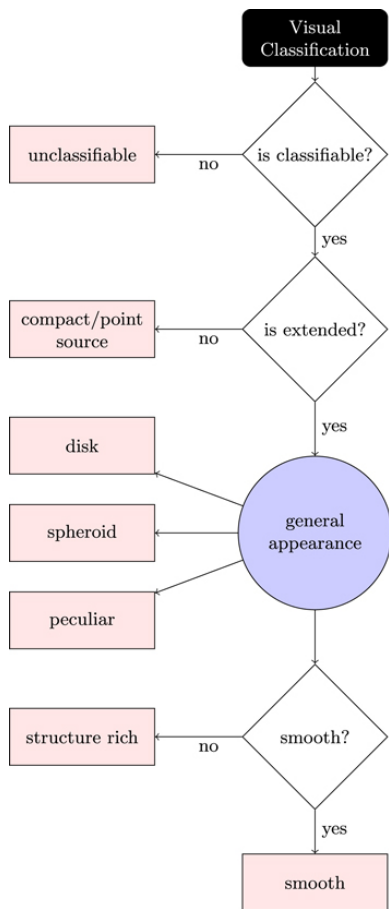 Visual
Classification
is classifiable?
no
unclassifiable
yes
is extended?
no
compact/point
source
yes
general
appearance
disk
spheroid
peculiar
smooth?
no
structure rich
yes
smooth